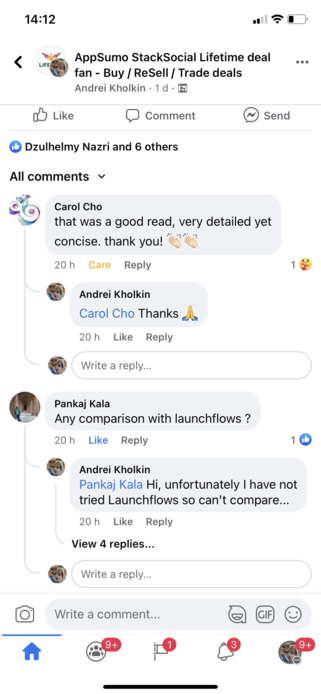 14:12
AppSumo StackSocial Lifetime deal
fan - Buy / ReSell / Trade deals
Andrei Kholkin · 1 d ·
LIFE
Like
Comment
Send
Dzulhelmy Nazri and 6 others
All comments
Carol Cho
that was a good read, very detailed yet
concise. thank you! 👏🏻👏🏻
20 h Care Reply 1
Andrei Kholkin
Carol Cho Thanks 🙏
20 h Like Reply
Write a reply...
Pankaj Kala
Any comparison with launchflows ?
20 h Like Reply 1
Andrei Kholkin
Pankaj Kala Hi, unfortunately I have not
tried Launchflows so can't compare...
20 h Like Reply
View 4 replies...
Write a reply...
Write a comment...
GIF
9+
1
3
9+